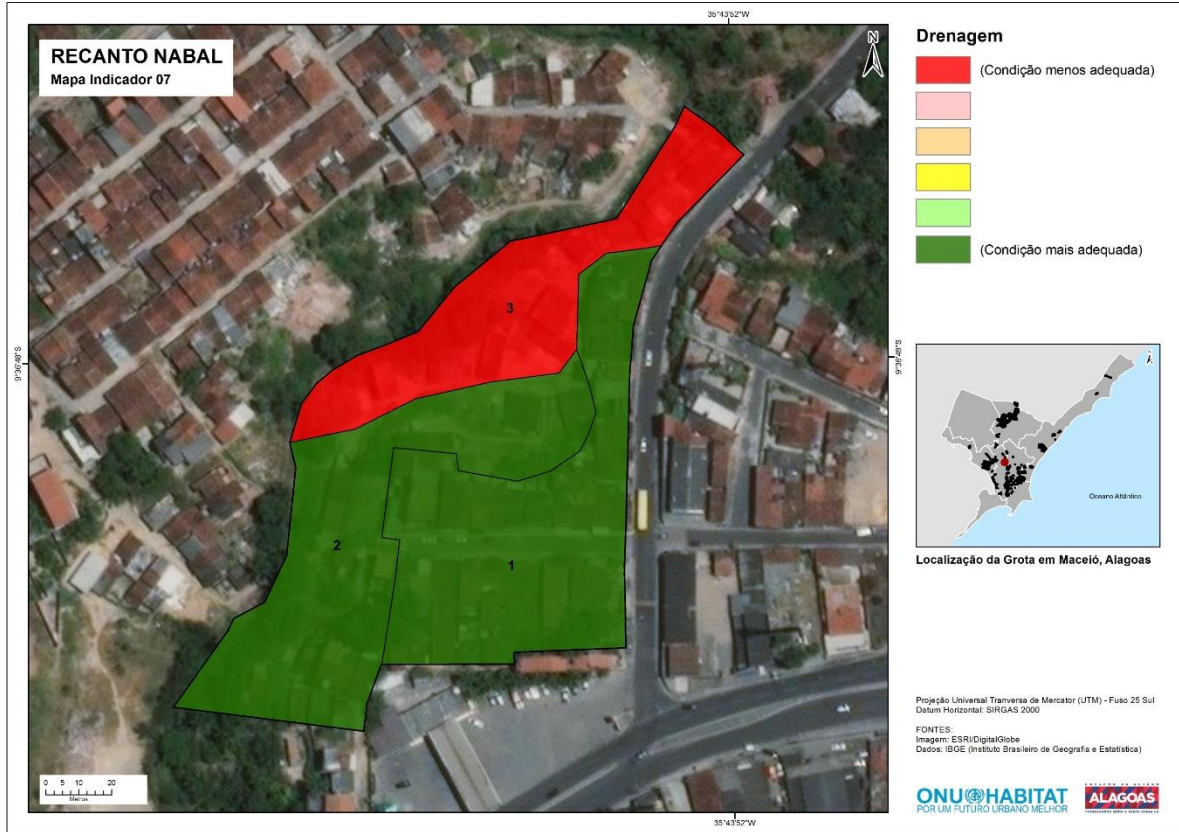 35°43'52"W
RECANTO NABAL
Mapa Indicador 07
N
Drenagem
(Condição menos adequada)
(Condição mais adequada)
9°36'48"S
9°36'48"S
3
2
1
Oceano Atlântico
Localização da Grota em Maceió, Alagoas
Projeção Universal Tranversa de Mercator (UTM) - Fuso 25 Sul
Datum Horizontal: SIRGAS 2000
FONTES:
Imagem: ESRI/DigitalGlobe
Dados: IBGE (Instituto Brasileiro de Geografia e Estatística)
0 5 10 20
Metros
ONU HABITAT
POR UM FUTURO URBANO MELHOR
ALAGOAS
35°43'52"W